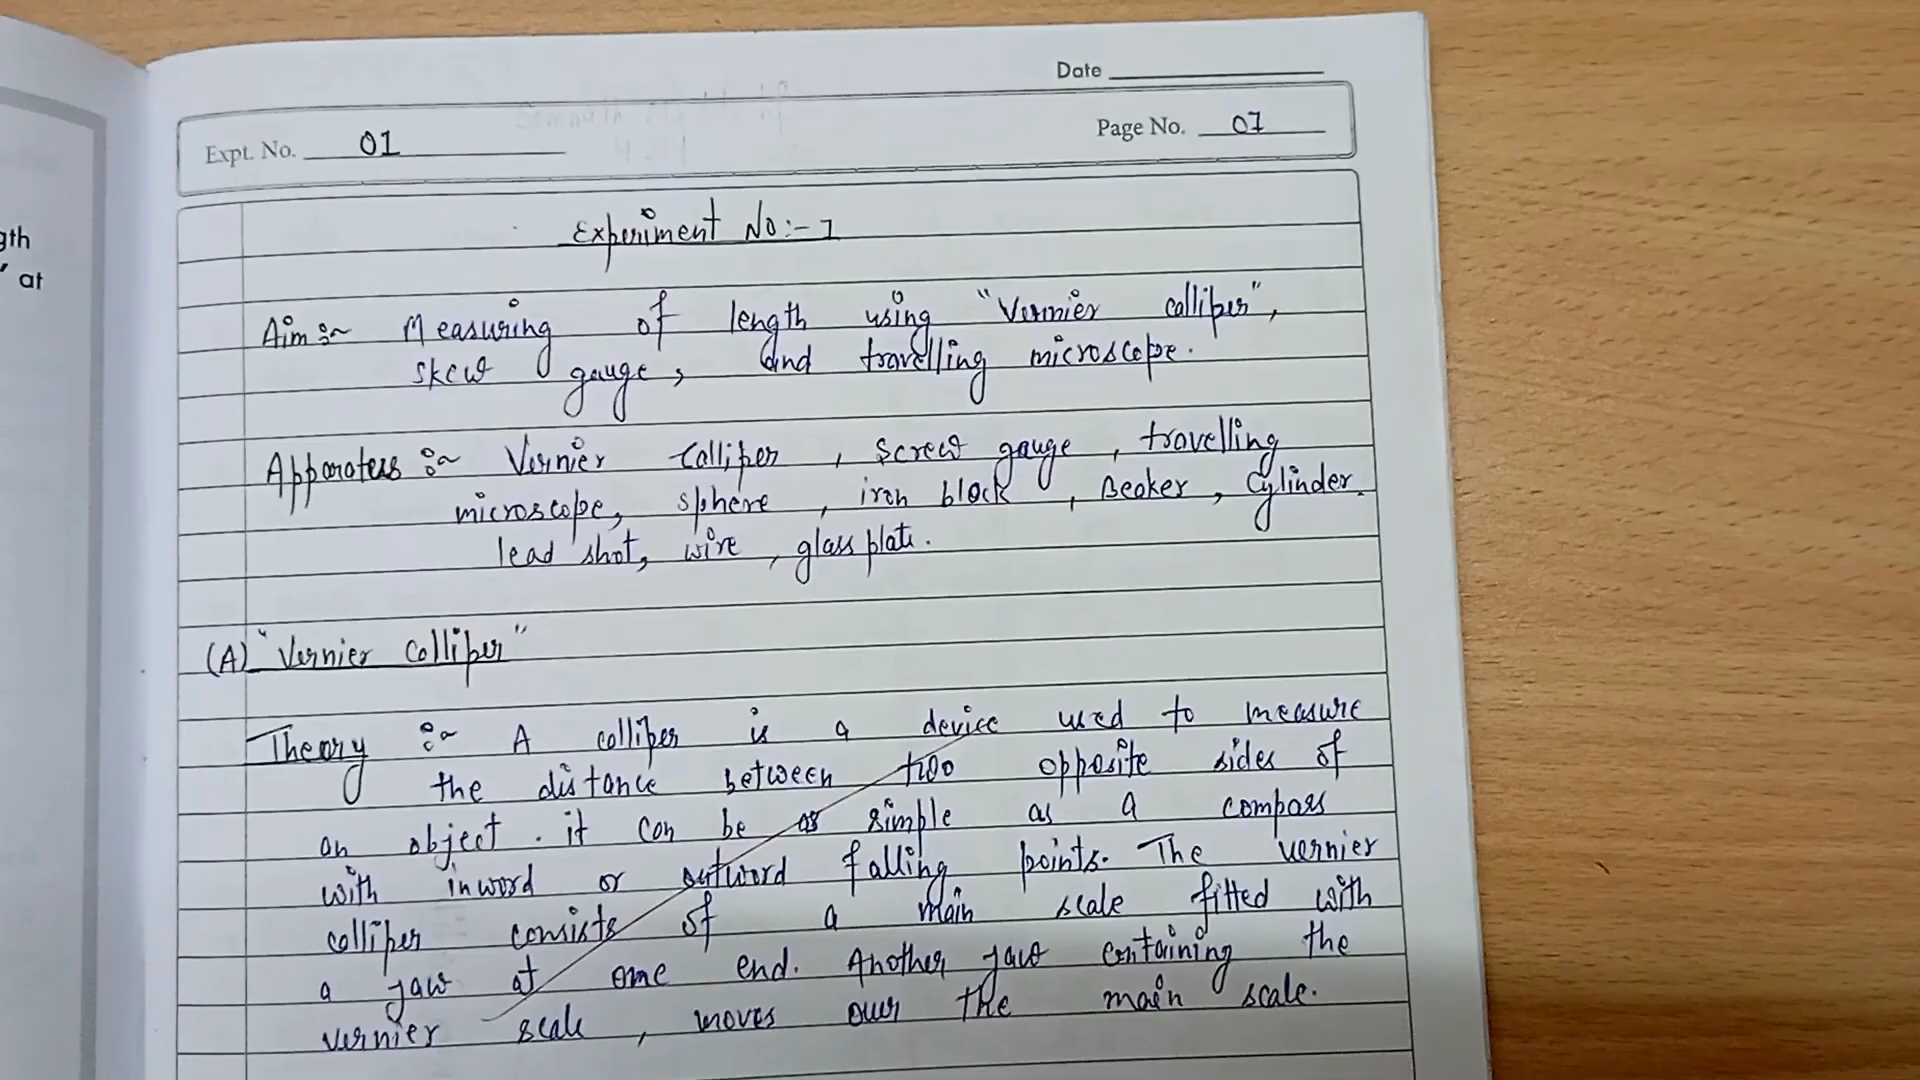 Date
Expt. No. 01
Page No. 01
Experiment No:- 1
Aim:~ Measuring of length using "Vernier calliper",
skew gauge, and travelling microscope.
Apparateus:~ Vernier Calliper, Screw gauge, travelling
microscope, sphere, iron block, Beaker, Cylinder.
lead shot, wire, glass plate.
(A) "Vernier Calliper"
Theory:~ A calliper is a device used to measure
the distance between two opposite sides of
an object. it can be as simple as a compass
with inword or outword falling points. The vernier
calliper consists of a main scale fitted with
a jaw at one end. Another jaw containing the
vernier scale, moves over the main scale.
gth
' at